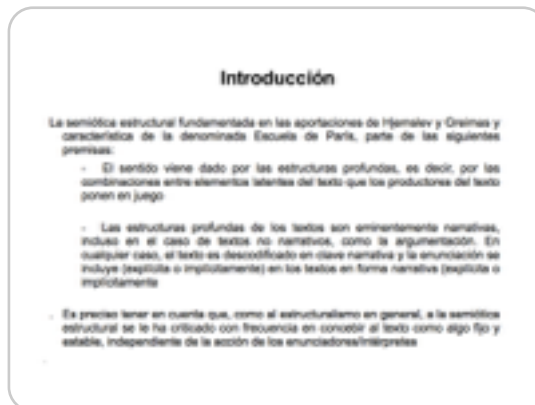 Introducción
La semiótica estructural fundamentada en las aportaciones de Hjemslev y Greimas y
característica de la denominada Escuela de París, parte de las siguientes
premisas:
- El sentido viene dado por las estructuras profundas, es decir, por las
combinaciones entre elementos latentes del texto que los productores del texto
ponen en juego
- Las estructuras profundas de los textos son eminentemente narrativas,
incluso en el caso de textos no narrativos, como la argumentación. En
cualquier caso, el texto es descodificado en clave narrativa y la enunciación se
incluye (explícita o implícitamente) en los textos en forma narrativa (explícita o
implícitamente
. Es preciso tener en cuenta que, como al estructuralismo en general, a la semiótica
estructural se le ha criticado con frecuencia en concebir al texto como algo fijo y
estable, independiente de la acción de los enunciadores/intérpretes